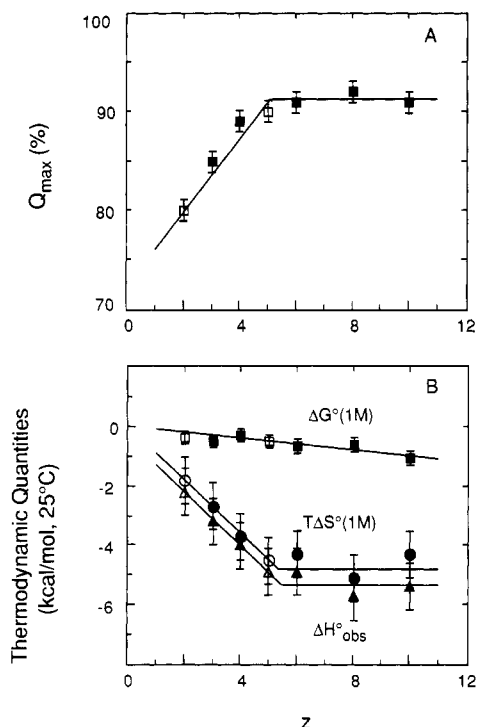 A
100
90
80
70
Q_max (%)
0 4 8 12
B
0
-2
-4
-6
Thermodynamic Quantities
(kcal/mol, 25°C)
ΔG°(1M)
TΔS°(1M)
ΔH°obs
0 4 8 12
z